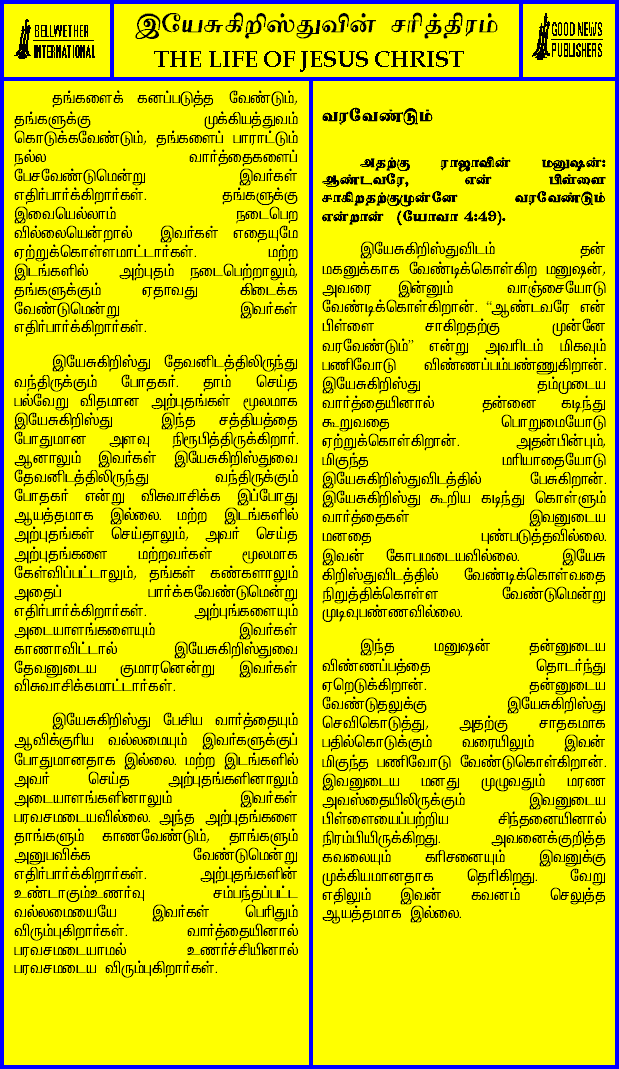 BELLWETHER
INTERNATIONAL
இயேசுகிறிஸ்துவின் சரித்திரம்
THE LIFE OF JESUS CHRIST
GOOD NEWS
PUBLISHERS
தங்களைக் கனப்படுத்த வேண்டும்,
தங்களுக்கு முக்கியத்துவம்
கொடுக்கவேண்டும், தங்களைப் பாராட்டும்
நல்ல வார்த்தைகளைப்
பேசவேண்டுமென்று இவர்கள்
எதிர்பார்க்கிறார்கள். தங்களுக்கு
இவையெல்லாம் நடைபெற
வில்லையென்றால் இவர்கள் எதையுமே
ஏற்றுக்கொள்ளமாட்டார்கள். மற்ற
இடங்களில் அற்புதம் நடைபெற்றாலும்,
தங்களுக்கும் ஏதாவது கிடைக்க
வேண்டுமென்று இவர்கள்
எதிர்பார்க்கிறார்கள்.
இயேசுகிறிஸ்து தேவனிடத்திலிருந்து
வந்திருக்கும் போதகர். தாம் செய்த
பல்வேறு விதமான அற்புதங்கள் மூலமாக
இயேசுகிறிஸ்து இந்த சத்தியத்தை
போதுமான அளவு நிரூபித்திருக்கிறார்.
ஆனாலும் இவர்கள் இயேசுகிறிஸ்துவை
தேவனிடத்திலிருந்து வந்திருக்கும்
போதகர் என்று விசுவாசிக்க இப்போது
ஆயத்தமாக இல்லை. மற்ற இடங்களில்
அற்புதங்கள் செய்தாலும், அவர் செய்த
அற்புதங்களை மற்றவர்கள் மூலமாக
கேள்விப்பட்டாலும், தங்கள் கண்களாலும்
அதைப் பார்க்கவேண்டுமென்று
எதிர்பார்க்கிறார்கள். அற்புங்களையும்
அடையாளங்களையும் இவர்கள்
காணாவிட்டால் இயேசுகிறிஸ்துவை
தேவனுடைய குமாரனென்று இவர்கள்
விசுவாசிக்கமாட்டார்கள்.
இயேசுகிறிஸ்து பேசிய வார்த்தையும்
ஆவிக்குரிய வல்லமையும் இவர்களுக்குப்
போதுமானதாக இல்லை. மற்ற இடங்களில்
அவர் செய்த அற்புதங்களினாலும்
அடையாளங்களினாலும் இவர்கள்
பரவசமடையவில்லை. அந்த அற்புதங்களை
தாங்களும் காணவேண்டும், தாங்களும்
அனுபவிக்க வேண்டுமென்று
எதிர்பார்க்கிறார்கள். அற்புதங்களின்
உண்டாகும்உணர்வு சம்பந்தப்பட்ட
வல்லமையையே இவர்கள் பெரிதும்
விரும்புகிறார்கள். வார்த்தையினால்
பரவசமடையாமல் உணர்ச்சியினால்
பரவசமடைய விரும்புகிறார்கள்.
வரவேண்டும்
அதற்கு ராஜாவின் மனுஷன்:
ஆண்டவரே, என் பிள்ளை
சாகிறதற்குமுன்னே வரவேண்டும்
என்றான் (யோவா 4:49).
இயேசுகிறிஸ்துவிடம் தன்
மகனுக்காக வேண்டிக்கொள்கிற மனுஷன்,
அவரை இன்னும் வாஞ்சையோடு
வேண்டிக்கொள்கிறான். “ஆண்டவரே என்
பிள்ளை சாகிறதற்கு முன்னே
வரவேண்டும்” என்று அவரிடம் மிகவும்
பணிவோடு விண்ணப்பம்பண்ணுகிறான்.
இயேசுகிறிஸ்து தம்முடைய
வார்த்தையினால் தன்னை கடிந்து
கூறுவதை பொறுமையோடு
ஏற்றுக்கொள்கிறான். அதன்பின்பும்,
மிகுந்த மரியாதையோடு
இயேசுகிறிஸ்துவிடத்தில் பேசுகிறான்.
இயேசுகிறிஸ்து கூறிய கடிந்து கொள்ளும்
வார்த்தைகள் இவனுடைய
மனதை புண்படுத்தவில்லை.
இவன் கோபமடையவில்லை. இயேசு
கிறிஸ்துவிடத்தில் வேண்டிக்கொள்வதை
நிறுத்திக்கொள்ள வேண்டுமென்று
முடிவுபண்ணவில்லை.
இந்த மனுஷன் தன்னுடைய
விண்ணப்பத்தை தொடர்ந்து
ஏறெடுக்கிறான். தன்னுடைய
வேண்டுதலுக்கு இயேசுகிறிஸ்து
செவிகொடுத்து, அதற்கு சாதகமாக
பதில்கொடுக்கும் வரையிலும் இவன்
மிகுந்த பணிவோடு வேண்டுகொள்கிறான்.
இவனுடைய மனது முழுவதும் மரண
அவஸ்தையிலிருக்கும் இவனுடைய
பிள்ளையைப்பற்றிய சிந்தனையினால்
நிரம்பியிருக்கிறது. அவனைக்குறித்த
கவலையும் கரிசனையும் இவனுக்கு
முக்கியமானதாக தெரிகிறது. வேறு
எதிலும் இவன் கவனம் செலுத்த
ஆயத்தமாக இல்லை.